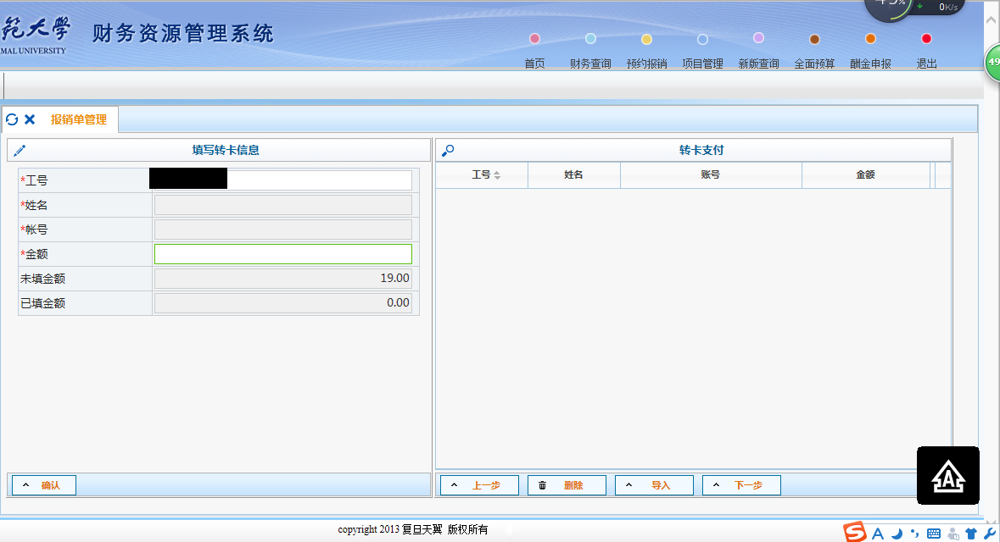 範大學
MAL UNIVERSITY
财务资源管理系统
0K/s
49
首页 财务查询 预约报销 项目管理 新版查询 全面预算 酬金申报 退出
报销单管理
填写转卡信息
*工号
*姓名
*帐号
*金额
未填金额 19.00
已填金额 0.00
确认
转卡支付
工号 姓名 账号 金额
上一步 删除 导入 下一步
copyright 2013 复旦天翼 版权所有